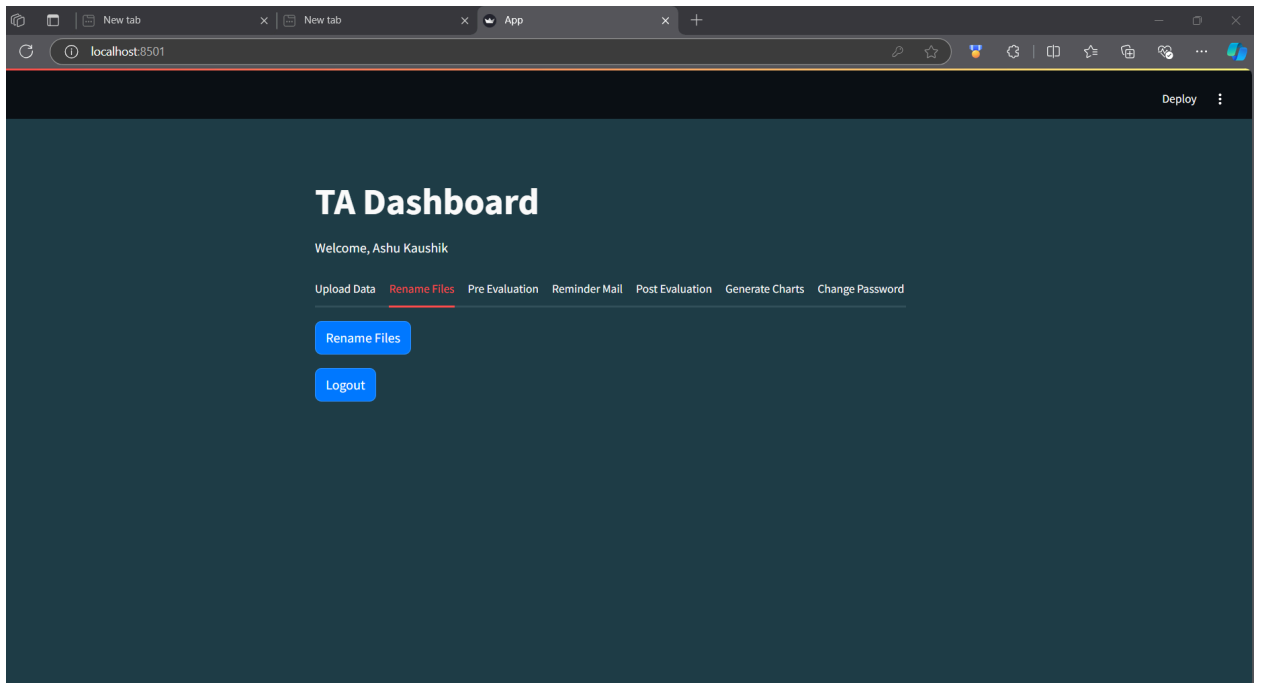 New tab New tab App
localhost:8501
Deploy
TA Dashboard
Welcome, Ashu Kaushik
Upload Data Rename Files Pre Evaluation Reminder Mail Post Evaluation Generate Charts Change Password
Rename Files
Logout